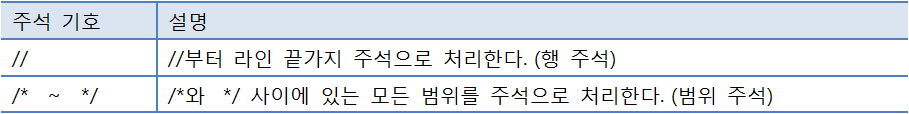 주석 기호 설명
// //부터 라인 끝가지 주석으로 처리한다. (행 주석)
/* ~ */ /*와 */ 사이에 있는 모든 범위를 주석으로 처리한다. (범위 주석)